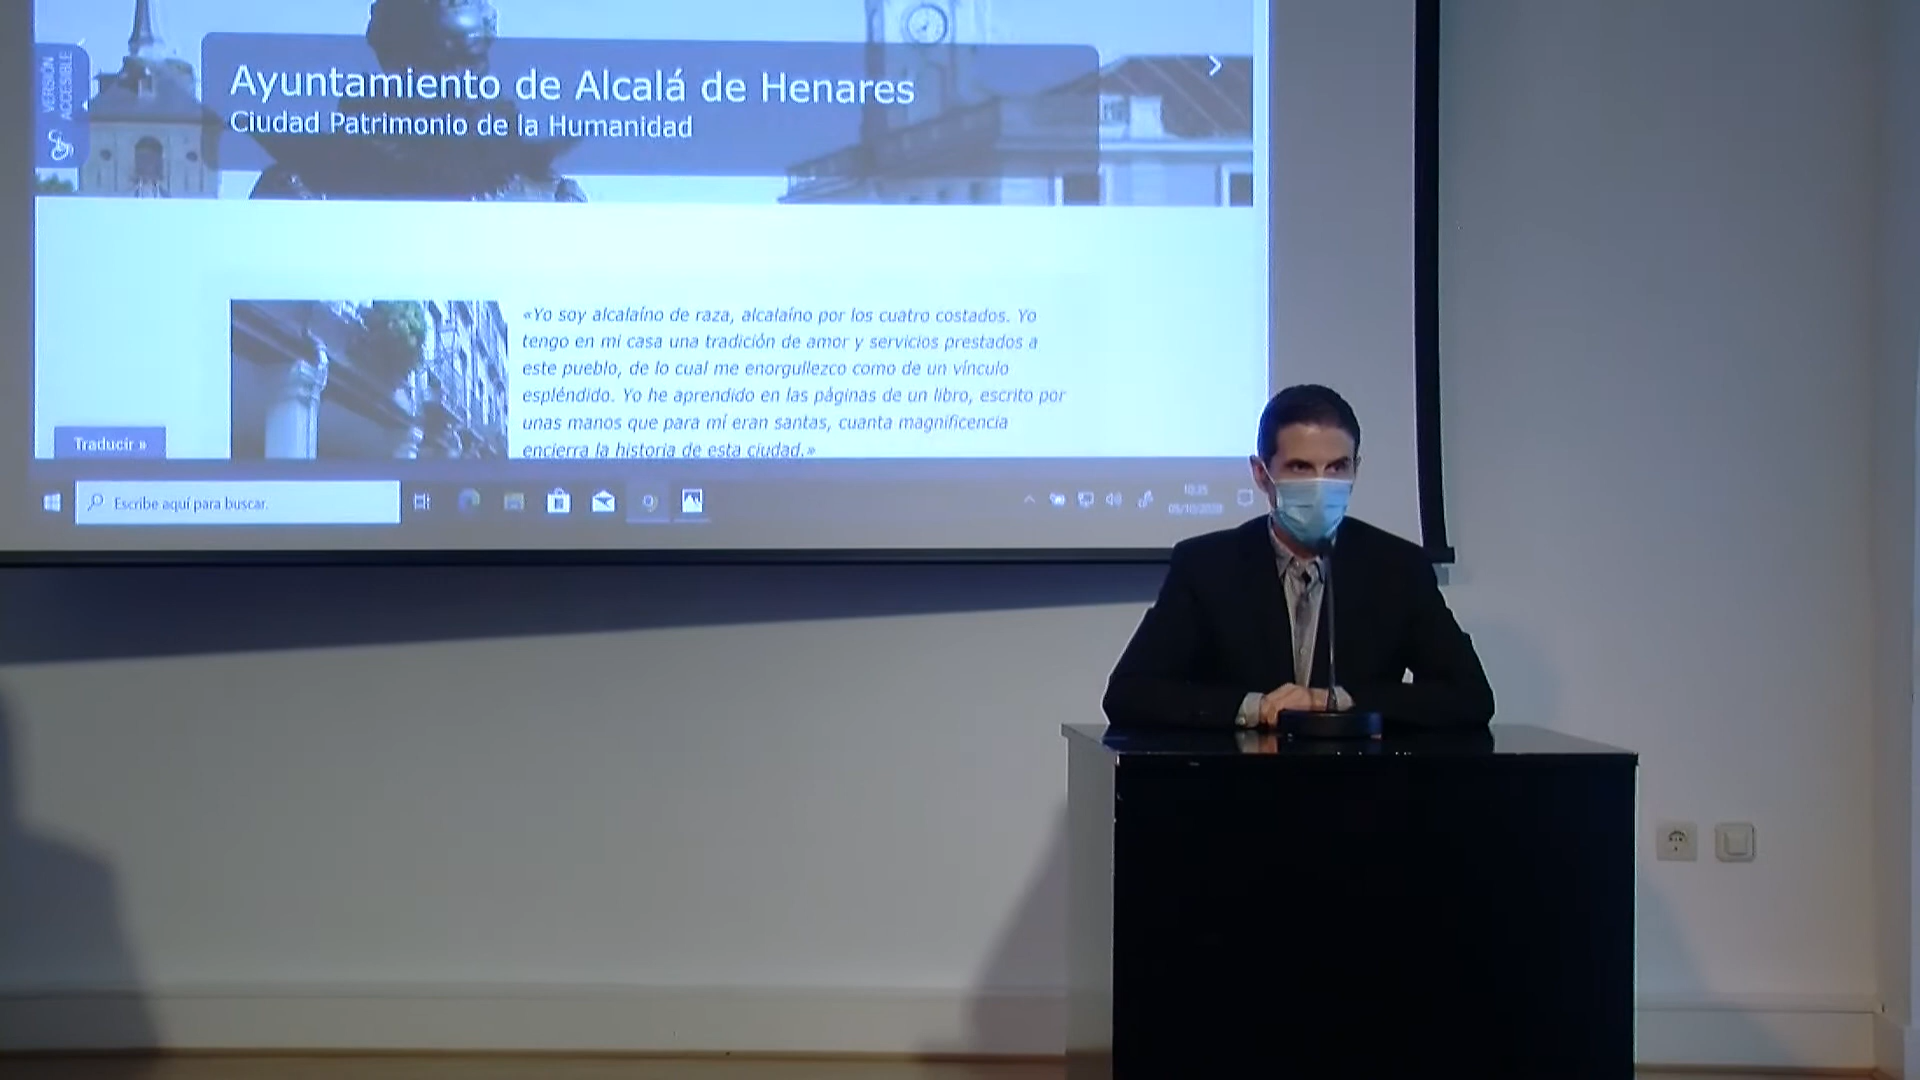 VERSIÓN
ACCESIBLE
Ayuntamiento de Alcalá de Henares
Ciudad Patrimonio de la Humanidad
«Yo soy alcalaíno de raza, alcalaíno por los cuatro costados. Yo
tengo en mi casa una tradición de amor y servicios prestados a
este pueblo, de lo cual me enorgullezco como de un vínculo
espléndido. Yo he aprendido en las páginas de un libro, escrito por
unas manos que para mí eran santas, cuanta magnificencia
encierra la historia de esta ciudad.»
Traducir »
Escribe aquí para buscar.